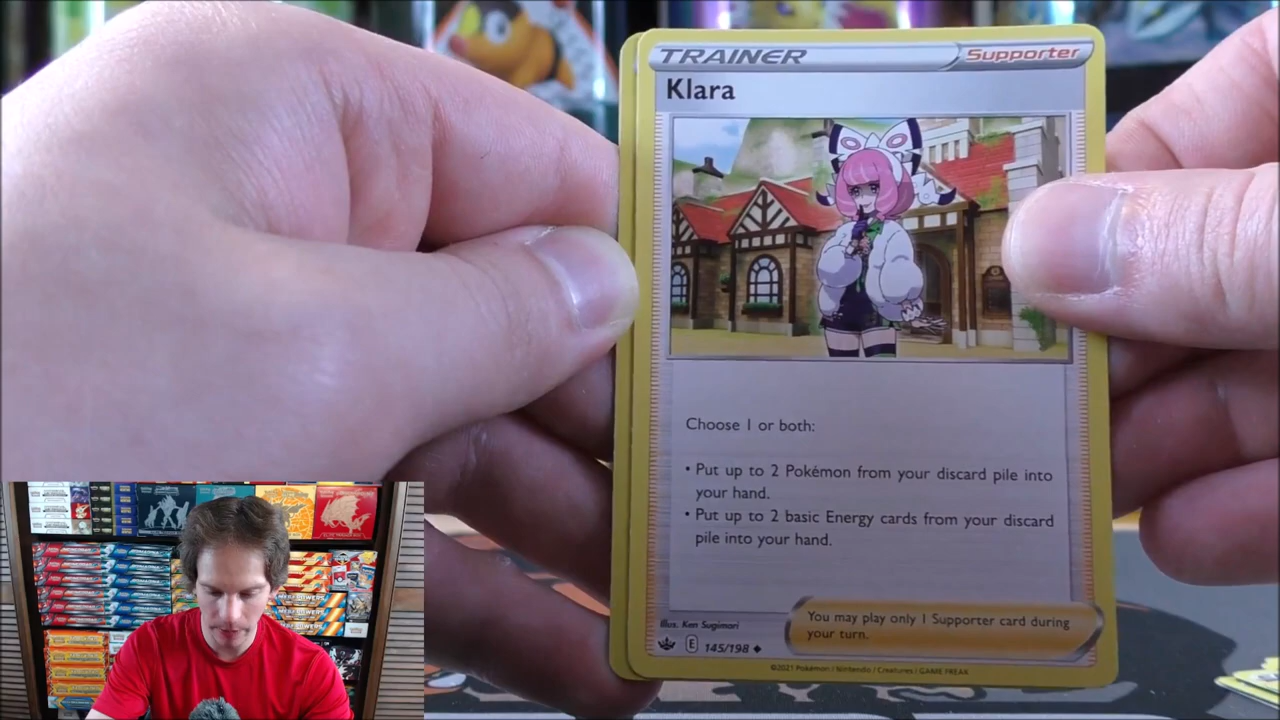 TRAINER
Supporter
Klara
Choose 1 or both:
• Put up to 2 Pokémon from your discard pile into
your hand.
• Put up to 2 basic Energy cards from your discard
pile into your hand.
Illus. Ken Sugimori
E 145/198
You may play only 1 Supporter card during
your turn.
©2021 Pokémon / Nintendo / Creatures / GAME FREAK